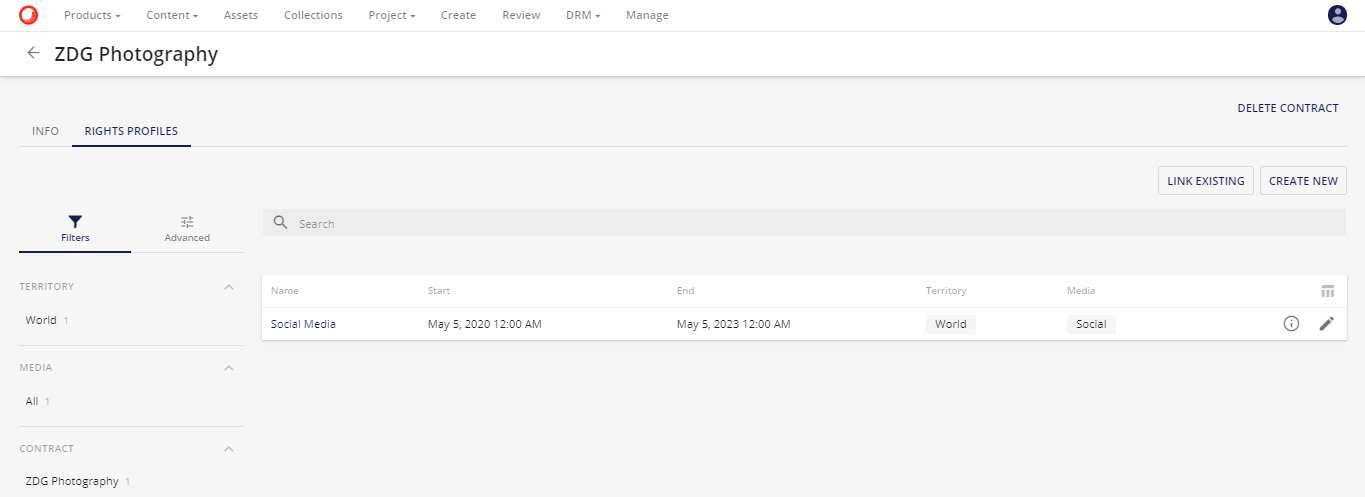 Products Content Assets Collections Project Create Review DRM Manage
ZDG Photography
DELETE CONTRACT
INFO RIGHTS PROFILES
LINK EXISTING CREATE NEW
Filters Advanced
Search
TERRITORY
World 1
MEDIA
All 1
CONTRACT
ZDG Photography 1
Name Start End Territory Media
Social Media May 5, 2020 12:00 AM May 5, 2023 12:00 AM World Social